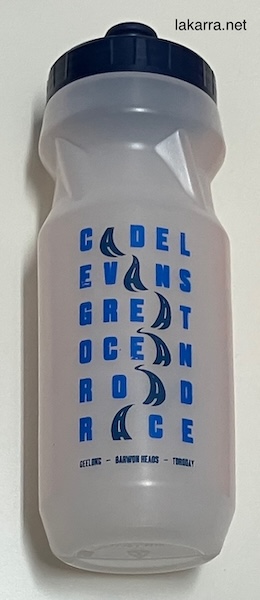 lakarra.net
CADEL
EVANS
GREAT
OCEAN
ROAD
RACE
GEELONG - BARWON HEADS - TORQUAY